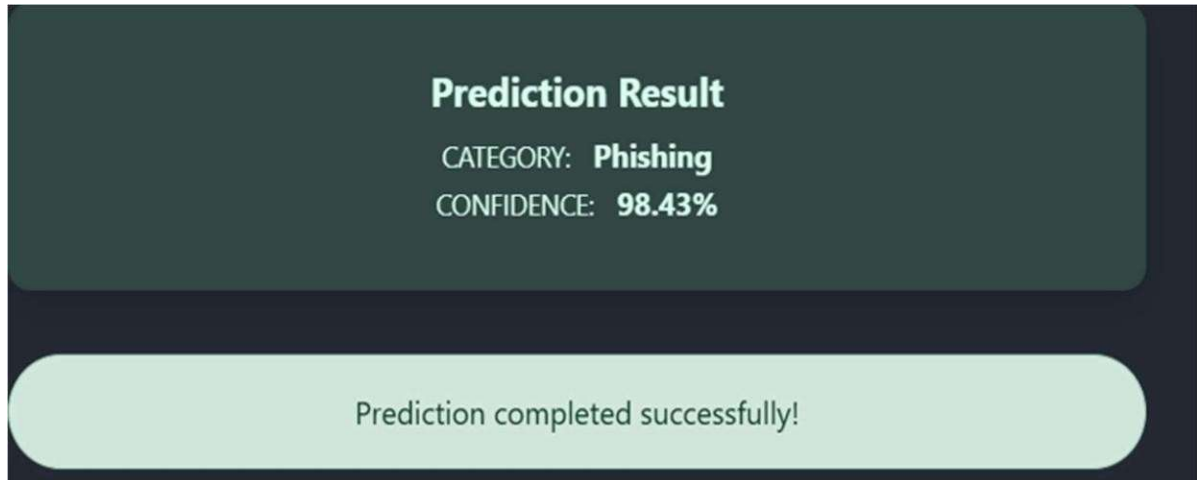 Prediction Result
CATEGORY: Phishing
CONFIDENCE: 98.43%
Prediction completed successfully!